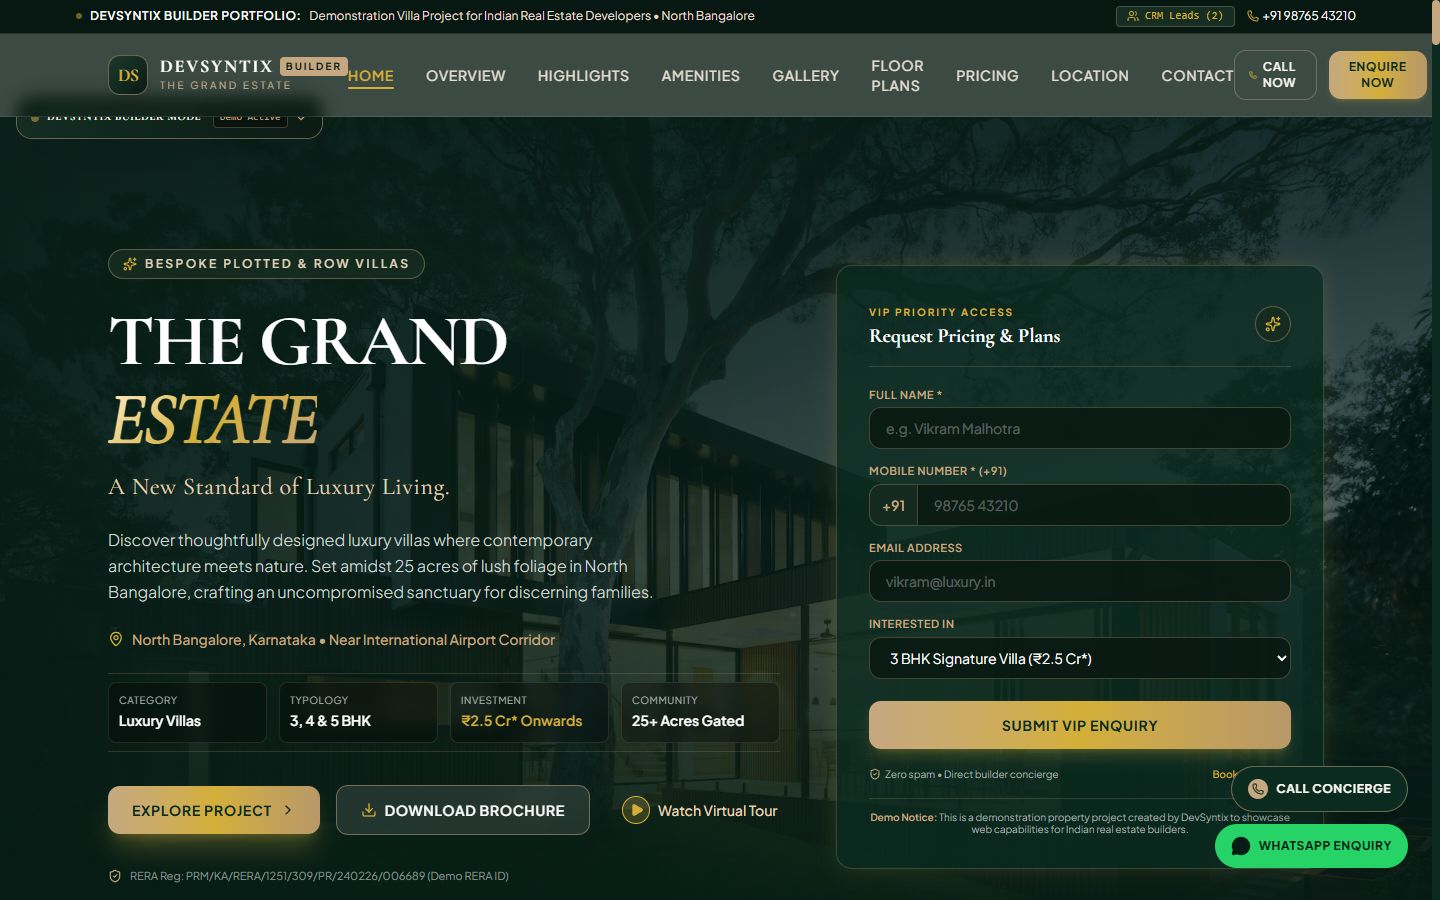 DEVSYNTIX BUILDER PORTFOLIO: Demonstration Villa Project for Indian Real Estate Developers • North Bangalore
CRM Leads (2)
+91 98765 43210
DS
DEVSYNTIX BUILDER
THE GRAND ESTATE
HOME
OVERVIEW
HIGHLIGHTS
AMENITIES
GALLERY
FLOOR
PLANS
PRICING
LOCATION
CONTACT
CALL
NOW
ENQUIRE
NOW
DEVSYNTIX BUILDER MODE
Demo Active
BESPOKE PLOTTED & ROW VILLAS
THE GRAND
ESTATE
A New Standard of Luxury Living.
Discover thoughtfully designed luxury villas where contemporary
architecture meets nature. Set amidst 25 acres of lush foliage in North
Bangalore, crafting an uncompromised sanctuary for discerning families.
North Bangalore, Karnataka • Near International Airport Corridor
CATEGORY
Luxury Villas
TYPOLOGY
3, 4 & 5 BHK
INVESTMENT
₹2.5 Cr* Onwards
COMMUNITY
25+ Acres Gated
EXPLORE PROJECT
DOWNLOAD BROCHURE
Watch Virtual Tour
RERA Reg: PRM/KA/RERA/1251/309/PR/240226/006689 (Demo RERA ID)
VIP PRIORITY ACCESS
Request Pricing & Plans
FULL NAME *
e.g. Vikram Malhotra
MOBILE NUMBER * (+91)
+91
98765 43210
EMAIL ADDRESS
vikram@luxury.in
INTERESTED IN
3 BHK Signature Villa (₹2.5 Cr*)
SUBMIT VIP ENQUIRY
Zero spam • Direct builder concierge
Book
Demo Notice: This is a demonstration property project created by DevSyntix to showcase
web capabilities for Indian real estate builders.
CALL CONCIERGE
WHATSAPP ENQUIRY